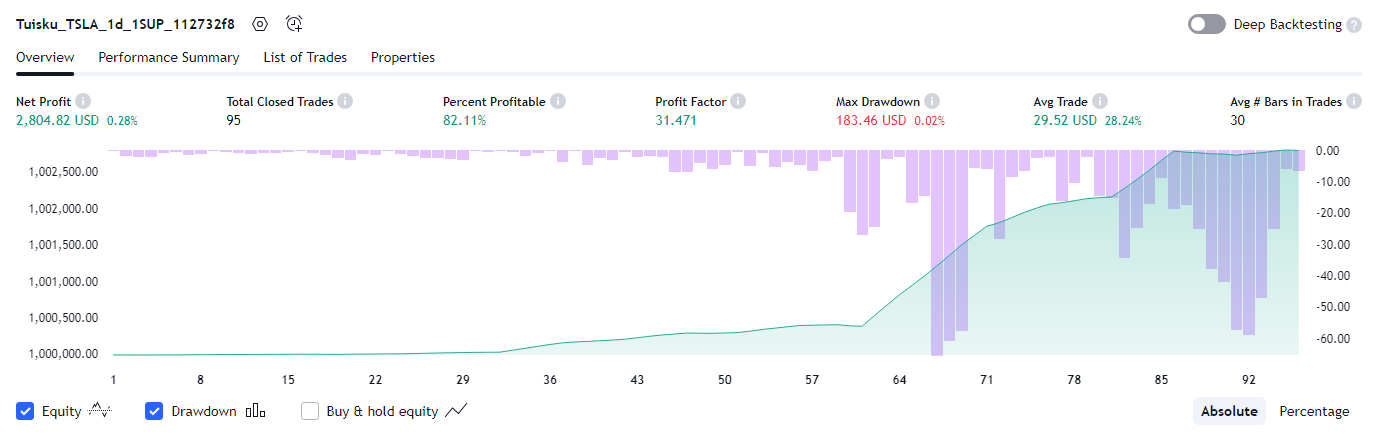 Tuisku_TSLA_1d_1SUP_112732f8 Deep Backtesting ?
Overview Performance Summary List of Trades Properties
Net Profit i Total Closed Trades i Percent Profitable i Profit Factor i Max Drawdown i Avg Trade i Avg # Bars in Trades i
2,804.82 USD 0.28% 95 82.11% 31.471 183.46 USD 0.02% 29.52 USD 28.24% 30
0.00
1,002,500.00
-10.00
1,002,000.00
-20.00
1,001,500.00
-30.00
1,001,000.00
-40.00
1,000,500.00
-50.00
-60.00
1,000,000.00
1 8 15 22 29 36 43 50 57 64 71 78 85 92
Equity Drawdown Buy & hold equity Absolute Percentage